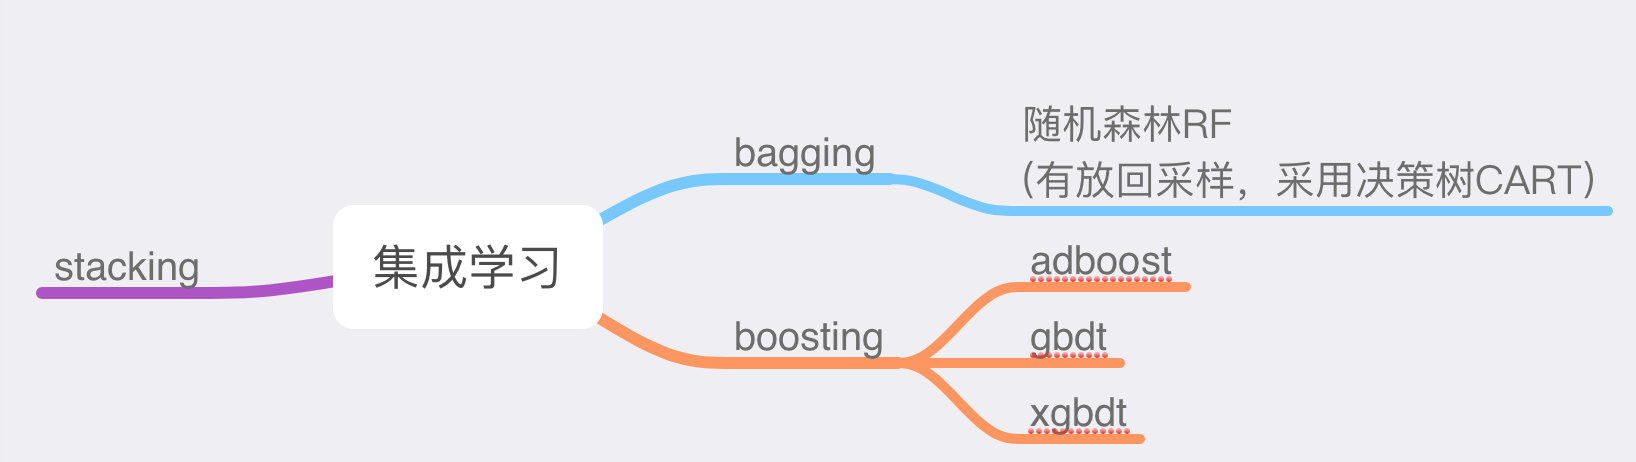 stacking
集成学习
bagging
随机森林RF
(有放回采样，采用决策树CART)
boosting
adboost
gbdt
xgbdt